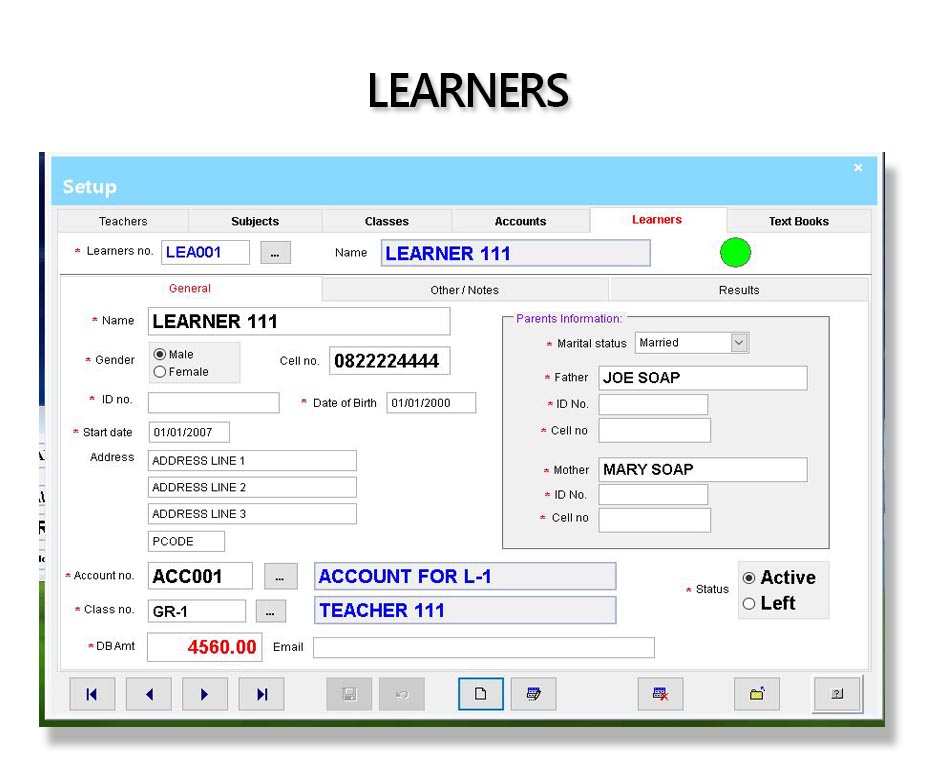 LEARNERS
Setup
Teachers Subjects Classes Accounts Learners Text Books
* Learners no. LEA001 ... Name LEARNER 111
General Other / Notes Results
* Name LEARNER 111
Parents Information:
* Marital status Married
* Gender Male Female Cell no. 0822224444
* Father JOE SOAP
* ID no. * Date of Birth 01/01/2000
* ID No.
* Start date 01/01/2007
* Cell no
Address ADDRESS LINE 1
* Mother MARY SOAP
ADDRESS LINE 2
* ID No.
ADDRESS LINE 3
* Cell no
PCODE
* Account no. ACC001 ... ACCOUNT FOR L-1
* Status Active Left
* Class no. GR-1 ... TEACHER 111
* DB Amt 4560.00 Email